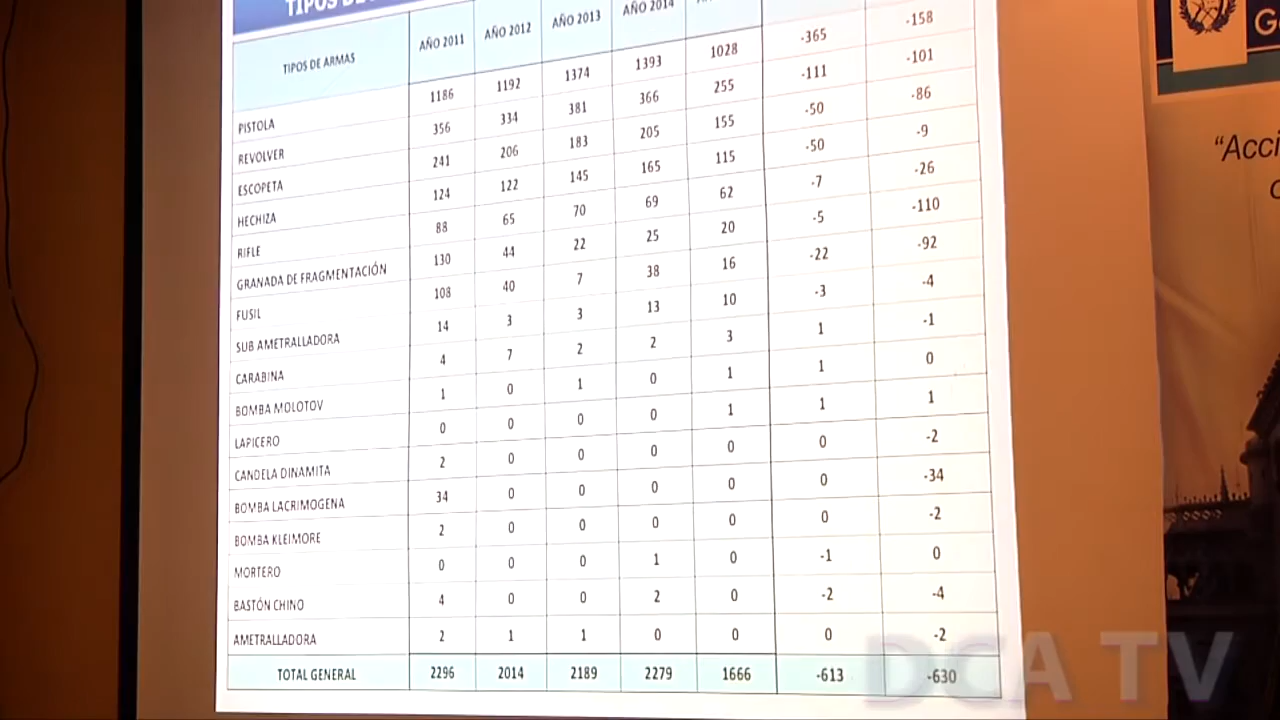 TIPOS DE
TIPOS DE ARMAS AÑO 2011 AÑO 2012 AÑO 2013 AÑO 2014
PISTOLA 1186 1192 1374 1393 1028 -365 -158
REVOLVER 356 334 381 366 255 -111 -101
ESCOPETA 241 206 183 205 155 -50 -86
HECHIZA 124 122 145 165 115 -50 -9
RIFLE 88 65 70 69 62 -7 -26
GRANADA DE FRAGMENTACIÓN 130 44 22 25 20 -5 -110
FUSIL 108 40 7 38 16 -22 -92
SUB AMETRALLADORA 14 3 3 13 10 -3 -4
CARABINA 4 7 2 2 3 1 -1
BOMBA MOLOTOV 1 0 1 0 1 1 0
LAPICERO 0 0 0 0 1 1 1
CANDELA DINAMITA 2 0 0 0 0 0 -2
BOMBA LACRIMOGENA 34 0 0 0 0 0 -34
BOMBA KLEIMORE 2 0 0 0 0 0 -2
MORTERO 0 0 0 1 0 -1 0
BASTÓN CHINO 4 0 0 2 0 -2 -4
AMETRALLADORA 2 1 1 0 0 0 -2
TOTAL GENERAL 2296 2014 2189 2279 1666 -613 -630
"Acci
DCA TV